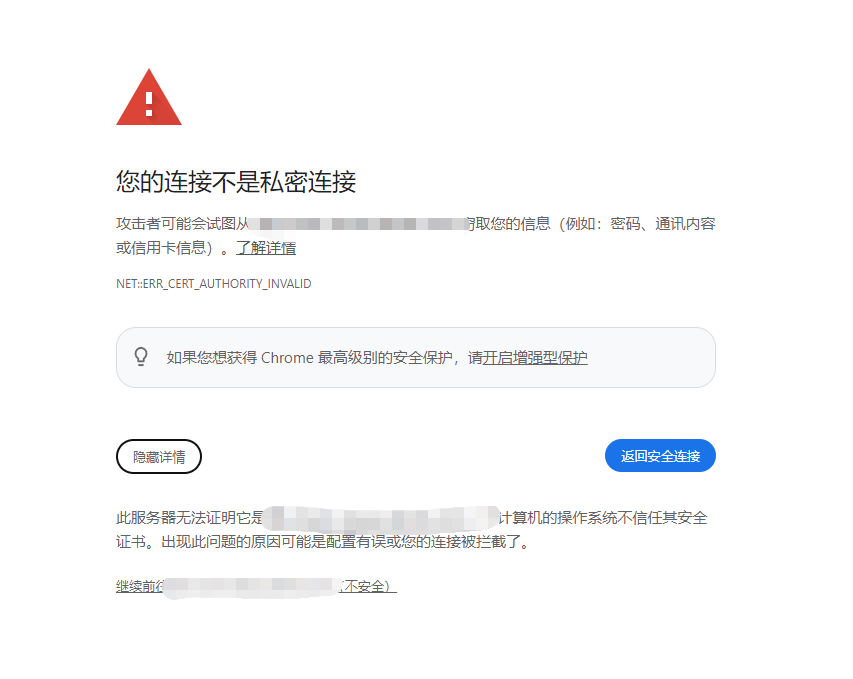 您的连接不是私密连接
攻击者可能会试图从 取您的信息（例如：密码、通讯内容
或信用卡信息）。了解详情
NET::ERR_CERT_AUTHORITY_INVALID
如果您想获得 Chrome 最高级别的安全保护，请开启增强型保护
隐藏详情
返回安全连接
此服务器无法证明它是 计算机的操作系统不信任其安全
证书。出现此问题的原因可能是配置有误或您的连接被拦截了。
继续前往 不安全）